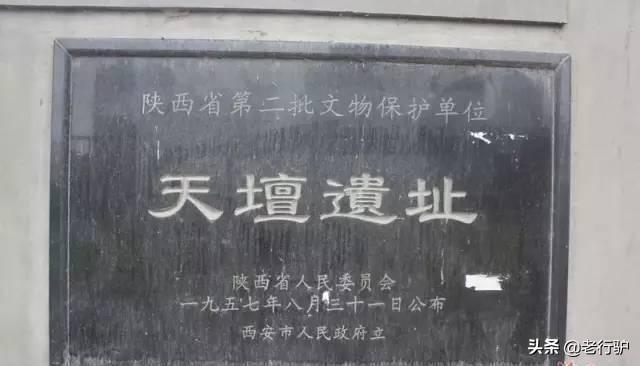 陕西省第二批文物保护单位
天壇遺址
陕西省人民委员会
一九五七年八月三十一日公布
西安市人民政府立
头条 @老行驴